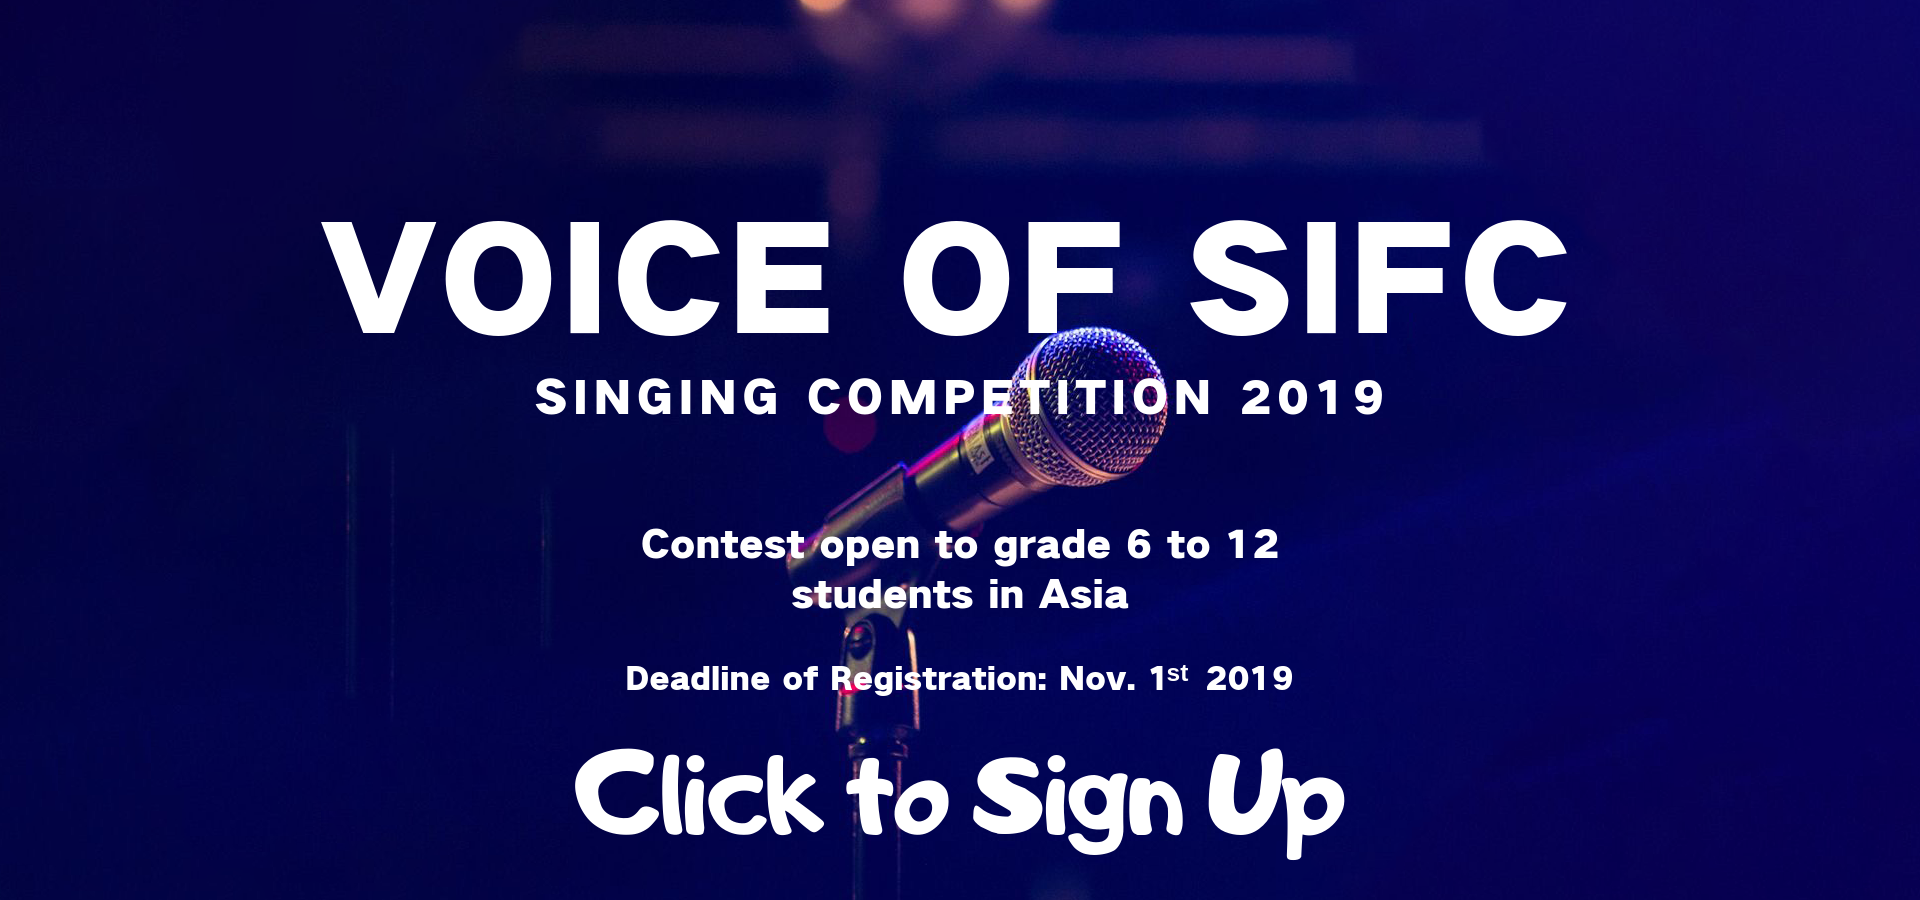 VOICE OF SIFC
SINGING COMPETITION 2019
Contest open to grade 6 to 12
students in Asia
Deadline of Registration: Nov. 1st 2019
Click to Sign Up